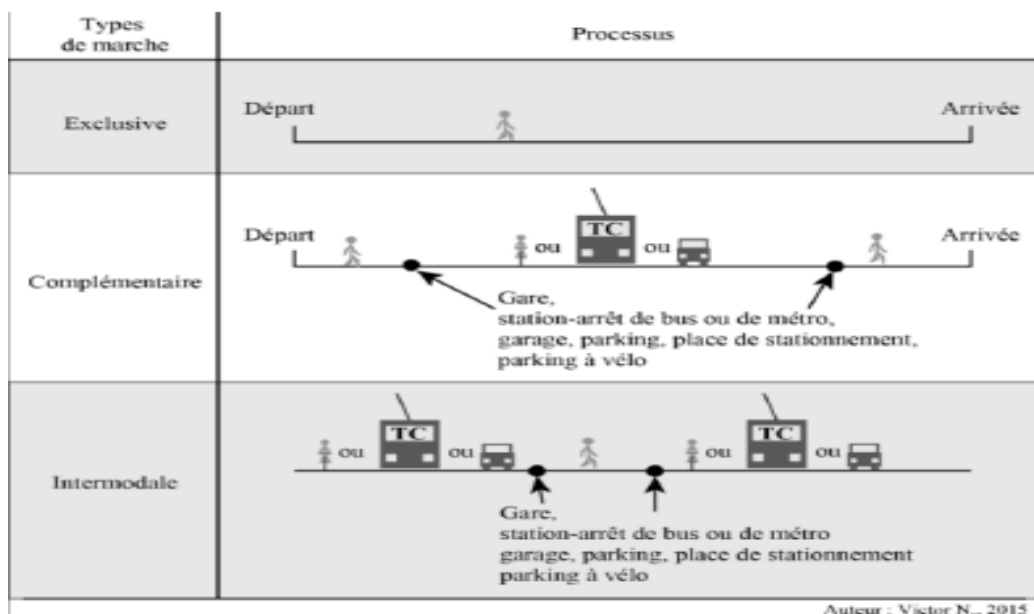 Types
de marche
Processus
Exclusive
Départ
Arrivée
Complémentaire
Départ
ou
TC
ou
Arrivée
Gare,
station-arrêt de bus ou de métro,
garage, parking, place de stationnement,
parking à vélo
Intermodale
ou
TC
ou
ou
TC
ou
Gare,
station-arrêt de bus ou de métro
garage, parking, place de stationnement
parking à vélo
Auteur : Victor N., 2015